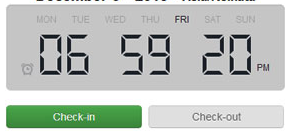 MON TUE WED THU FRI SAT SUN
06 59 20 PM
Check-in Check-out